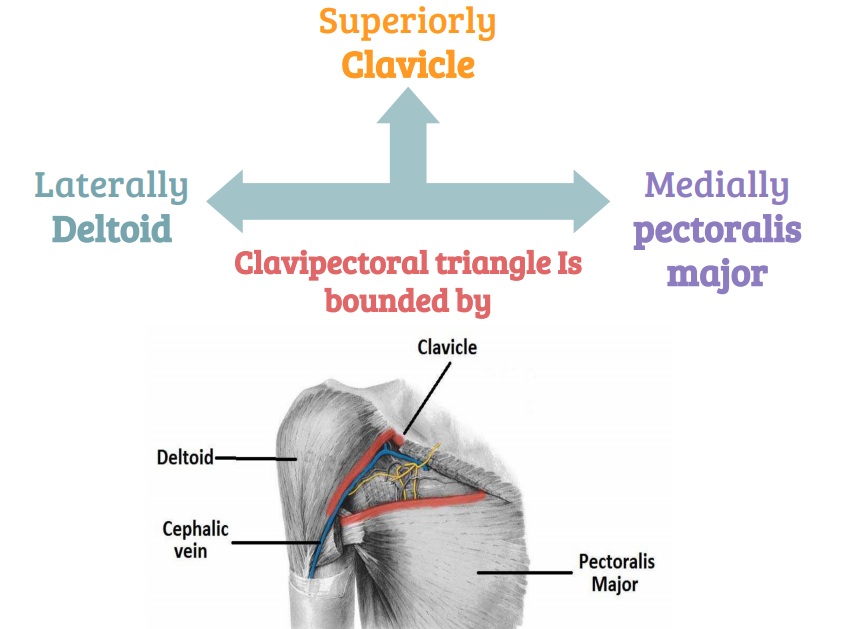 Superiorly
Clavicle
Laterally
Deltoid
Medially
pectoralis
major
Clavipectoral triangle Is
bounded by
Clavicle
Deltoid
Cephalic
vein
Pectoralis
Major